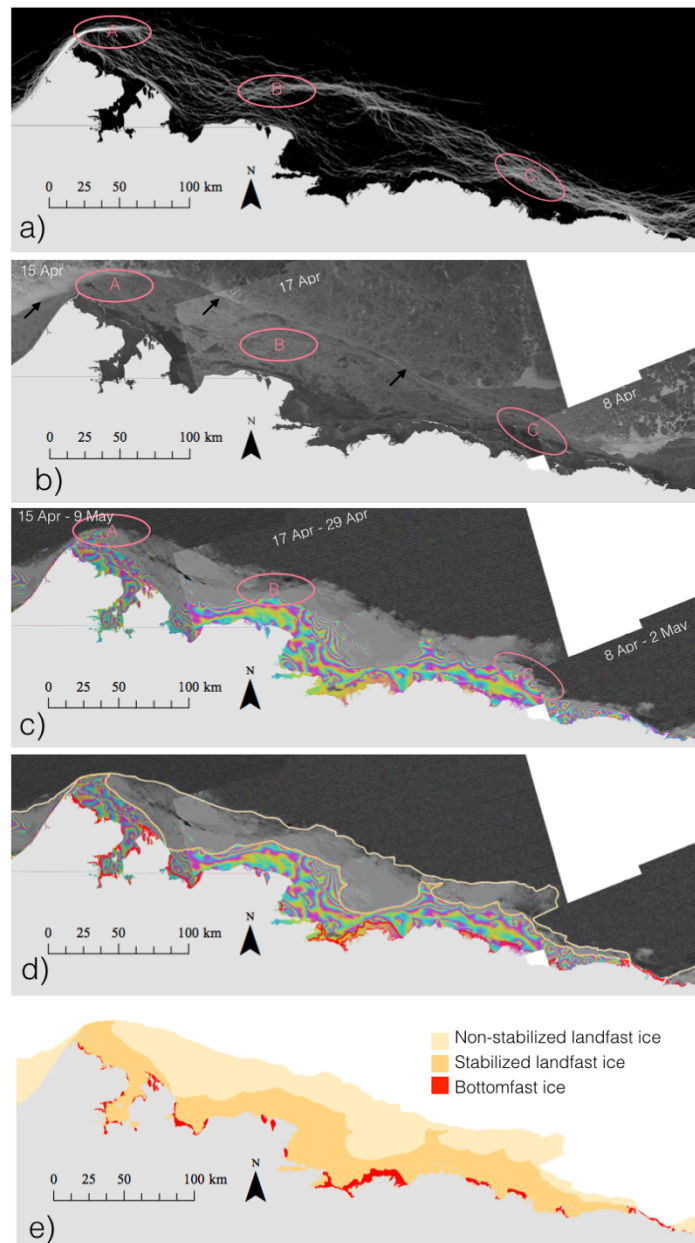 A
B
C
N
0 25 50 100 km
a)
15 Apr
17 Apr
A
B
8 Apr
C
N
0 25 50 100 km
b)
15 Apr - 9 May
17 Apr - 29 Apr
A
B
8 Apr - 2 May
N
0 25 50 100 km
c)
N
0 25 50 100 km
d)
Non-stabilized landfast ice
Stabilized landfast ice
Bottomfast ice
N
0 25 50 100 km
e)